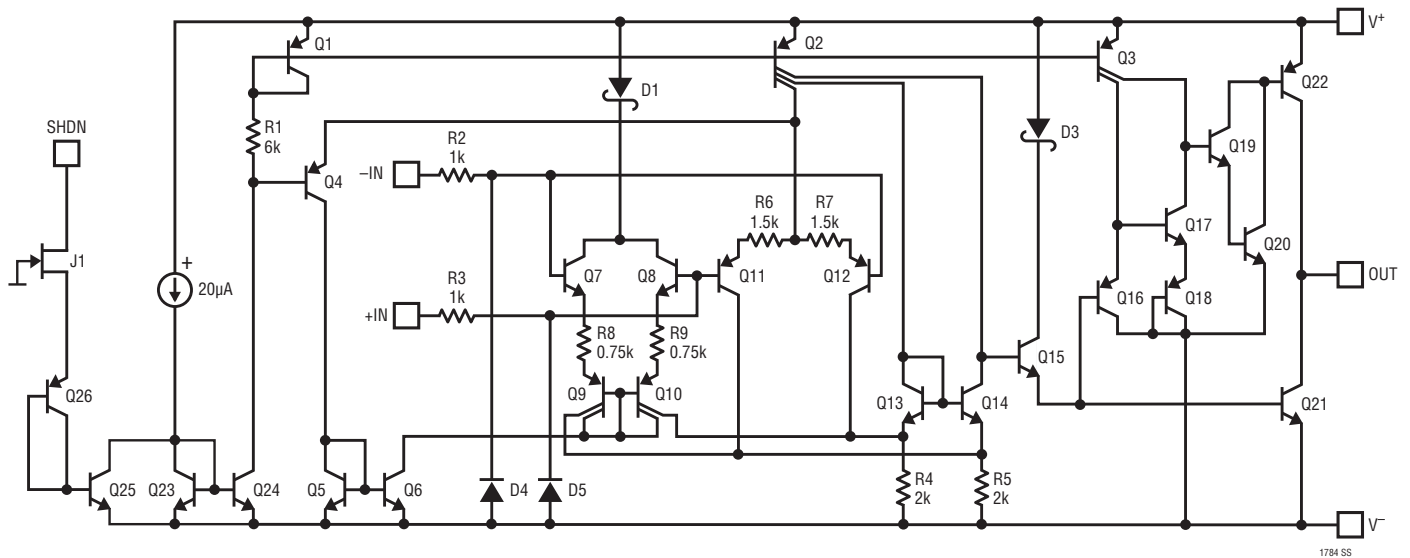 V+
Q1
Q2
Q3
Q22
D1
D3
SHDN
R1
6k
Q19
R2
1k
–IN
Q4
R6
1.5k
R7
1.5k
Q17
Q20
J1
+
20µA
R3
1k
+IN
Q7
Q8
Q11
Q12
Q16
Q18
OUT
R8
0.75k
R9
0.75k
Q15
Q26
Q9
Q10
Q13
Q14
Q21
Q25
Q23
Q24
Q5
Q6
D4
D5
R4
2k
R5
2k
V–
1784 SS